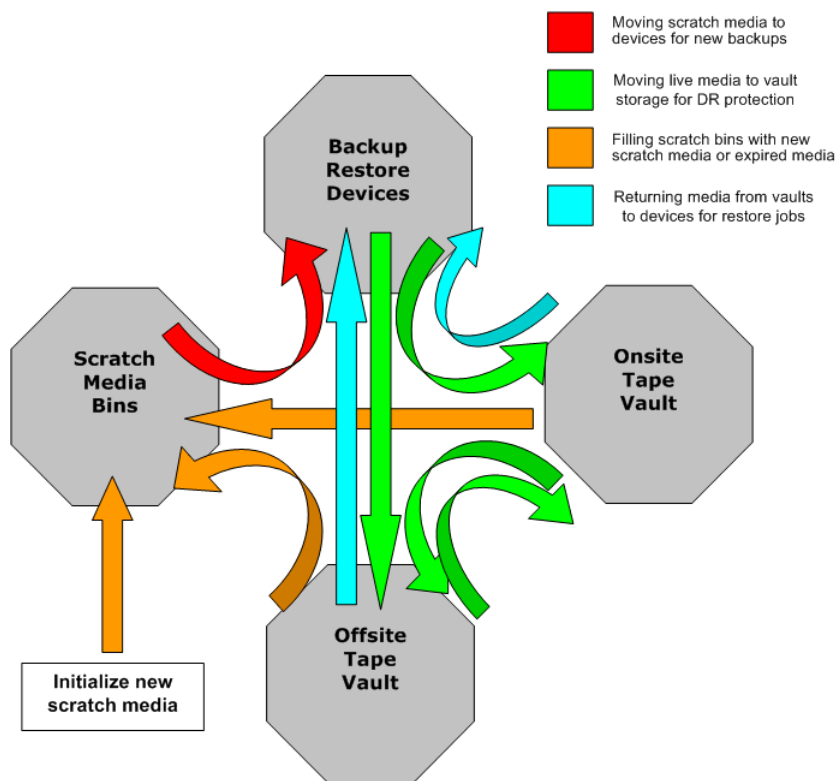 Moving scratch media to
devices for new backups
Moving live media to vault
storage for DR protection
Filling scratch bins with new
scratch media or expired media
Returning media from vaults
to devices for restore jobs
Backup
Restore
Devices
Scratch
Media
Bins
Onsite
Tape
Vault
Offsite
Tape
Vault
Initialize new
scratch media